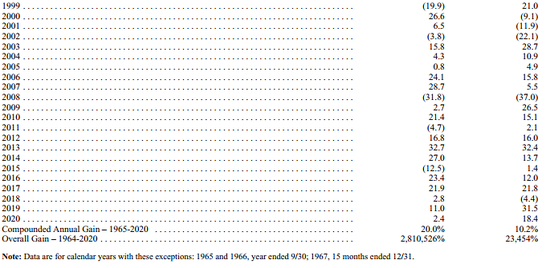 1999 ........ (19.9) 21.0
2000 ........ 26.6 (9.1)
2001 ........ 6.5 (11.9)
2002 ........ (3.8) (22.1)
2003 ........ 15.8 28.7
2004 ........ 4.3 10.9
2005 ........ 0.8 4.9
2006 ........ 24.1 15.8
2007 ........ 28.7 5.5
2008 ........ (31.8) (37.0)
2009 ........ 2.7 26.5
2010 ........ 21.4 15.1
2011 ........ (4.7) 2.1
2012 ........ 16.8 16.0
2013 ........ 32.7 32.4
2014 ........ 27.0 13.7
2015 ........ (12.5) 1.4
2016 ........ 23.4 12.0
2017 ........ 21.9 21.8
2018 ........ 2.8 (4.4)
2019 ........ 11.0 31.5
2020 ........ 2.4 18.4
Compounded Annual Gain – 1965-2020 ........ 20.0% 10.2%
Overall Gain – 1964-2020 ........ 2,810,526% 23,454%
Note: Data are for calendar years with these exceptions: 1965 and 1966, year ended 9/30; 1967, 15 months ended 12/31.